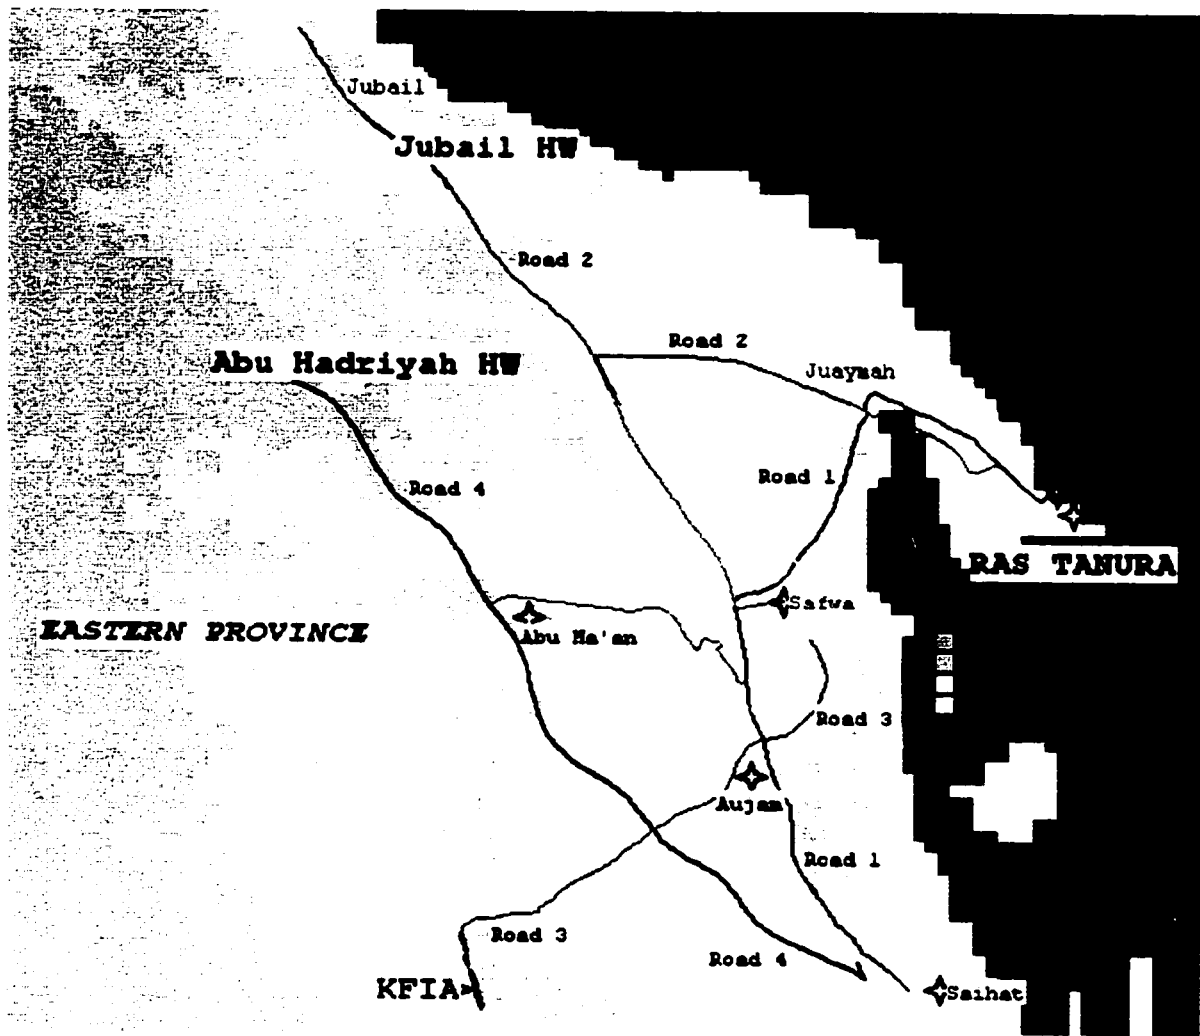 Jubail
Jubail HW
Road 2
Road 2
Abu Hadriyah HW
Juaymah
Road 1
Road 4
RAS TANURA
Safwa
EASTERN PROVINCE
Abu Ma'an
Road 3
Aujam
Road 1
Road 3
Road 4
KFIA
Saihat